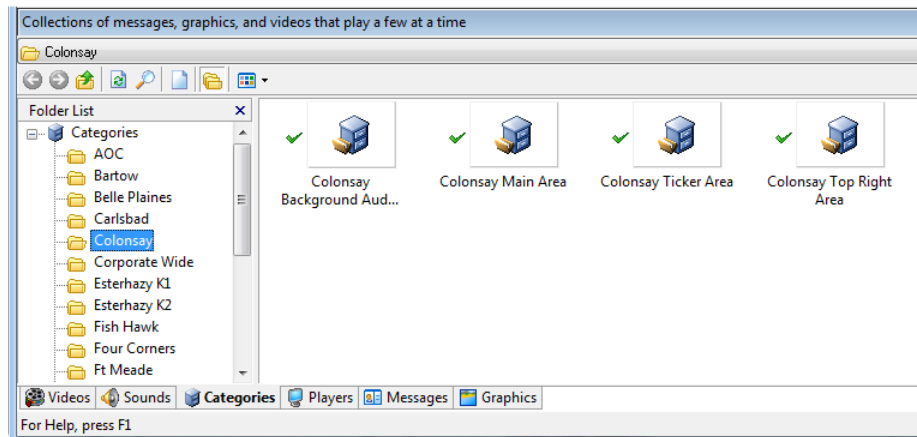 Collections of messages, graphics, and videos that play a few at a time
Colonsay
Folder List
Categories
AOC
Bartow
Belle Plaines
Carlsbad
Colonsay
Corporate Wide
Esterhazy K1
Esterhazy K2
Fish Hawk
Four Corners
Ft Meade
Colonsay
Background Aud...
Colonsay Main Area
Colonsay Ticker Area
Colonsay Top Right
Area
Videos Sounds Categories Players Messages Graphics
For Help, press F1